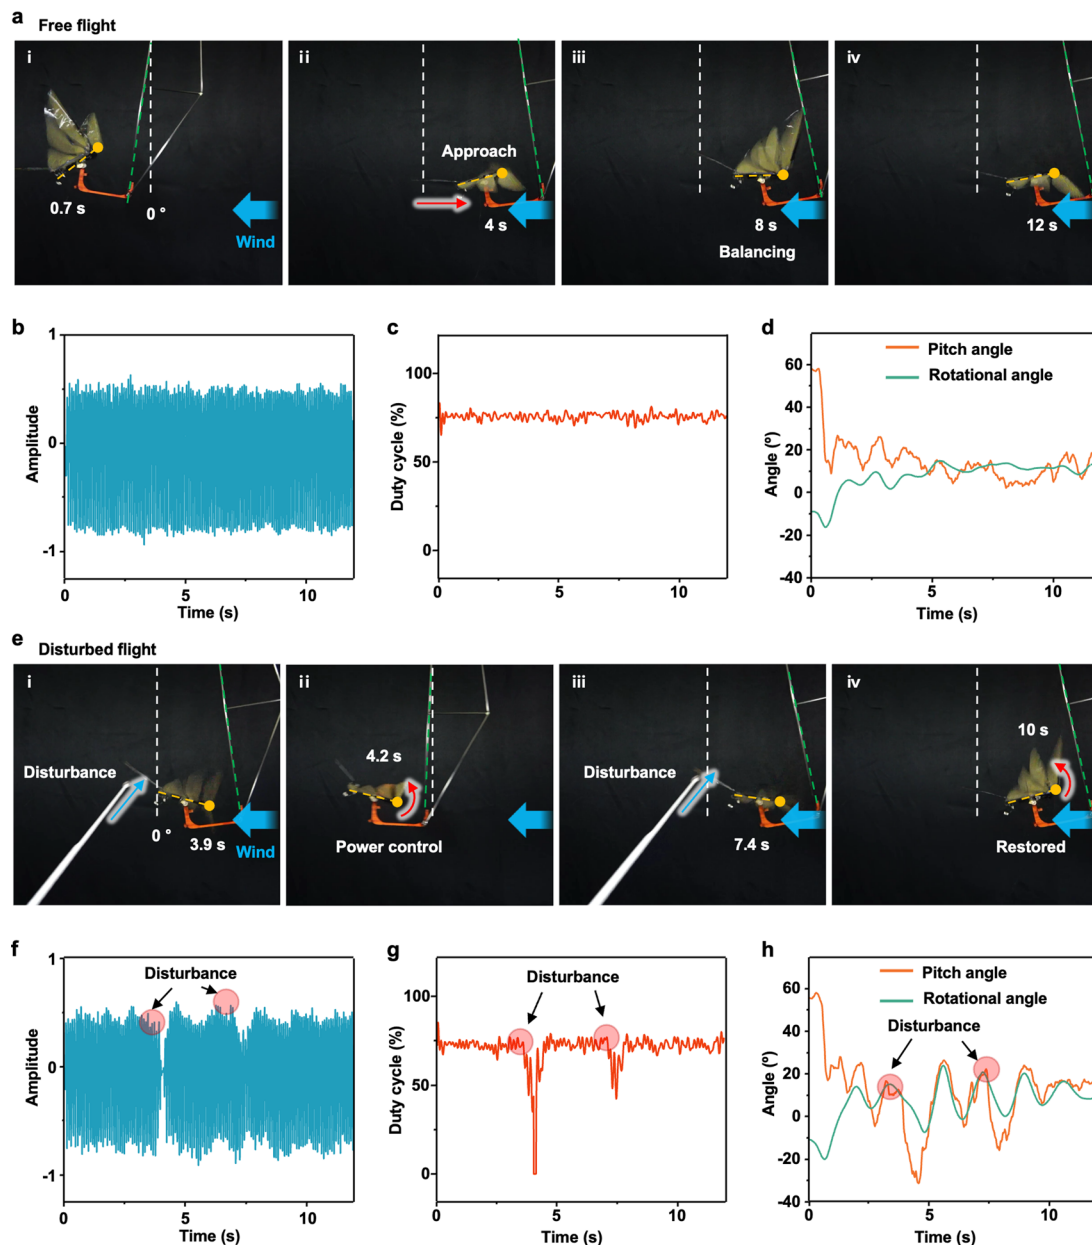 a Free flight
i
ii
iii
iv
0.7 s
0 °
Wind
Approach
4 s
8 s
Balancing
12 s
b
1
0
-1
Amplitude
0 5 10
Time (s)
c
100
50
0
Duty cycle (%)
0 5 10
Time (s)
d
Pitch angle
Rotational angle
60
40
20
0
-20
-40
Angle (°)
0 5 10
Time (s)
e Disturbed flight
i
ii
iii
iv
Disturbance
0 °
3.9 s
Wind
4.2 s
Power control
Disturbance
7.4 s
10 s
Restored
f
Disturbance
1
0
-1
Amplitude
0 5 10
Time (s)
g
Disturbance
100
50
0
Duty cycle (%)
0 5 10
Time (s)
h
Pitch angle
Rotational angle
Disturbance
60
40
20
0
-20
-40
Angle (°)
0 5 10
Time (s)